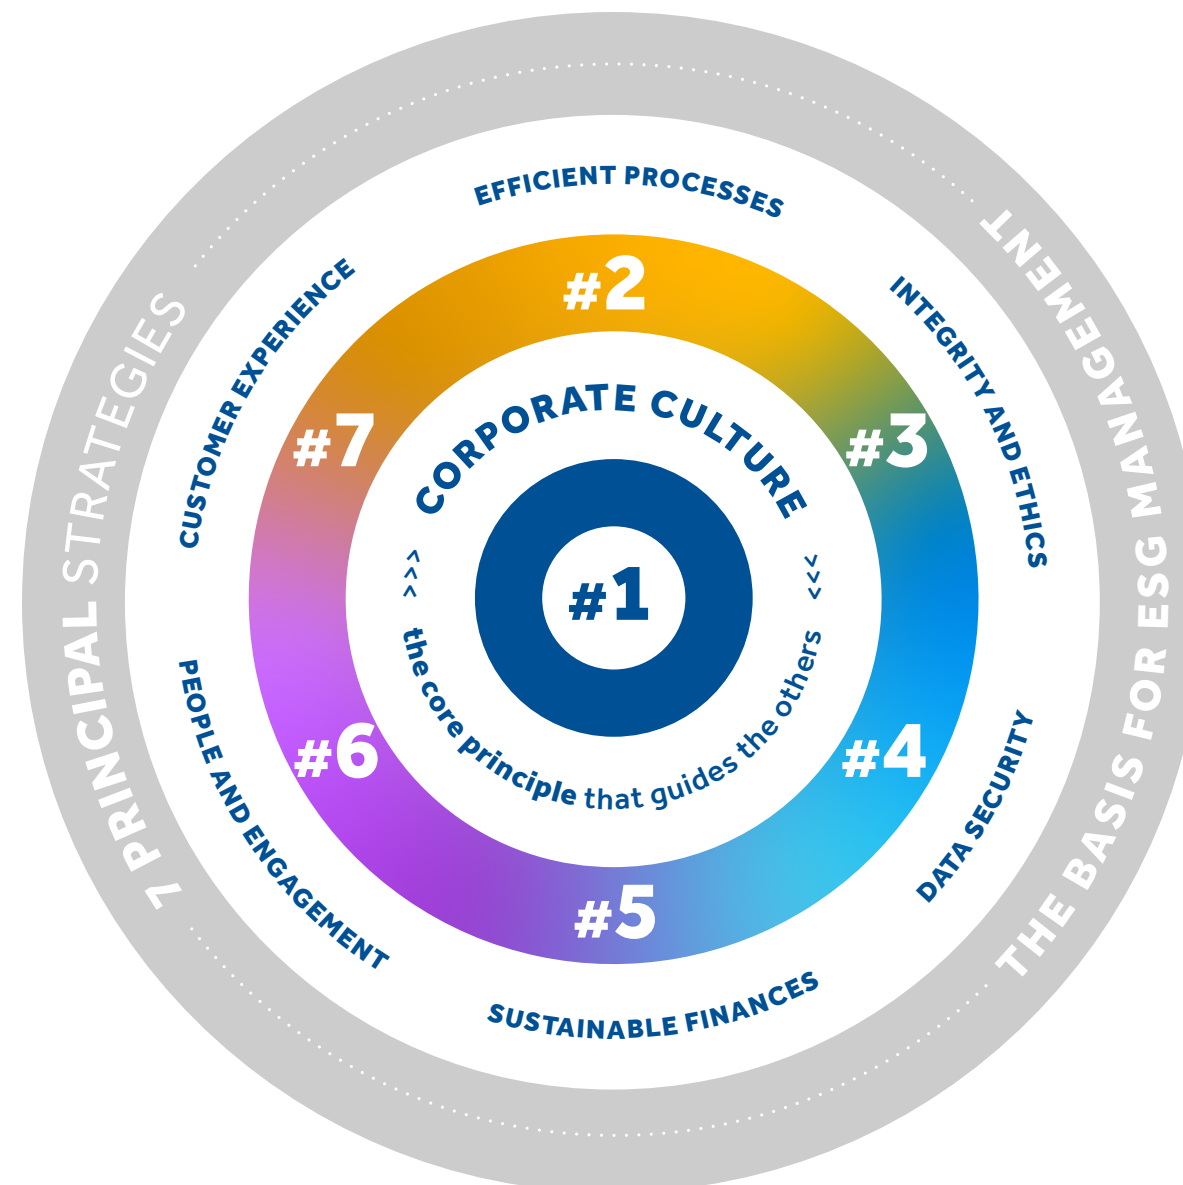 7 PRINCIPAL STRATEGIES
THE BASIS FOR ESG MANAGEMENT
CORPORATE CULTURE
#1
>>> the core principle that guides the others <<<
EFFICIENT PROCESSES
#2
INTEGRITY AND ETHICS
#3
DATA SECURITY
#4
SUSTAINABLE FINANCES
#5
PEOPLE AND ENGAGEMENT
#6
CUSTOMER EXPERIENCE
#7